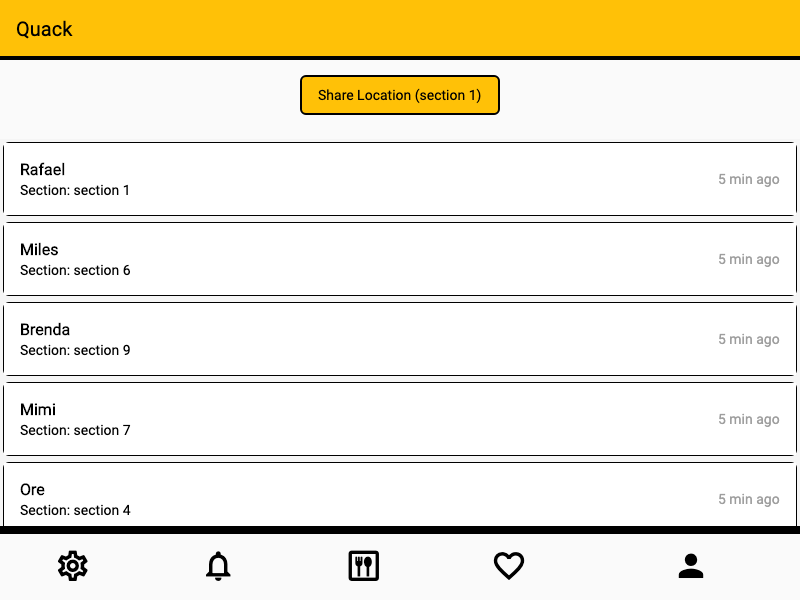 Quack
Share Location (section 1)
Rafael
Section: section 1
5 min ago
Miles
Section: section 6
5 min ago
Brenda
Section: section 9
5 min ago
Mimi
Section: section 7
5 min ago
Ore
Section: section 4
5 min ago